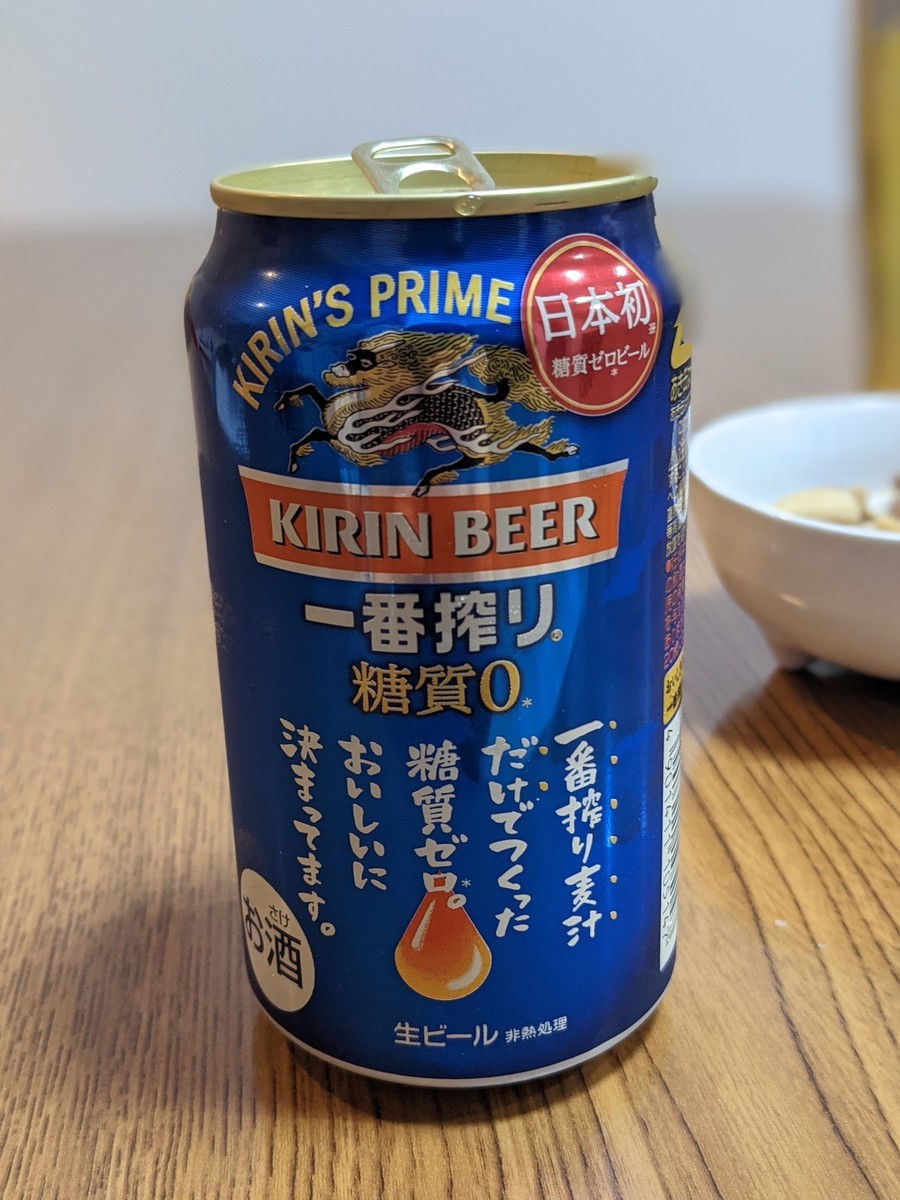 KIRIN'S PRIME
日本初※
糖質ゼロビール*
KIRIN BEER
一番搾り®
糖質0*
一番搾り麦汁
だけでつくった
糖質ゼロ*。
おいしいに
決まってます。
さけ
お酒
生ビール 非熱処理